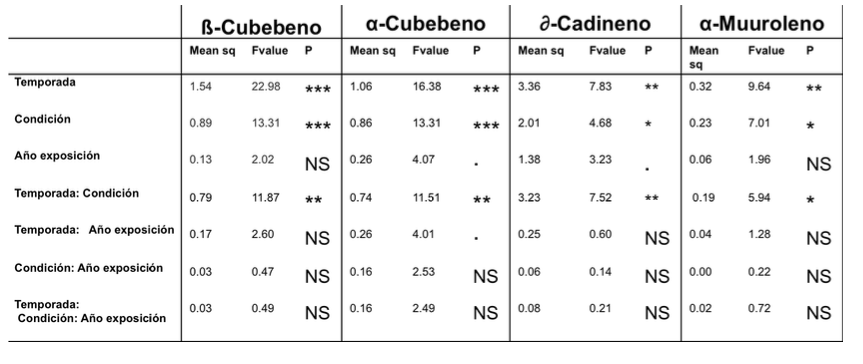 ß-Cubebeno α-Cubebeno ∂-Cadineno α-Muuroleno
Mean sq Fvalue P Mean sq Fvalue P Mean sq Fvalue P Mean sq Fvalue P
Temporada 1.54 22.98 *** 1.06 16.38 *** 3.36 7.83 ** 0.32 9.64 **
Condición 0.89 13.31 *** 0.86 13.31 *** 2.01 4.68 * 0.23 7.01 *
Año exposición 0.13 2.02 NS 0.26 4.07 . 1.38 3.23 . 0.06 1.96 NS
Temporada: Condición 0.79 11.87 ** 0.74 11.51 ** 3.23 7.52 ** 0.19 5.94 *
Temporada: Año exposición 0.17 2.60 NS 0.26 4.01 . 0.25 0.60 NS 0.04 1.28 NS
Condición: Año exposición 0.03 0.47 NS 0.16 2.53 NS 0.06 0.14 NS 0.00 0.22 NS
Temporada:
Condición: Año exposición 0.03 0.49 NS 0.16 2.49 NS 0.08 0.21 NS 0.02 0.72 NS